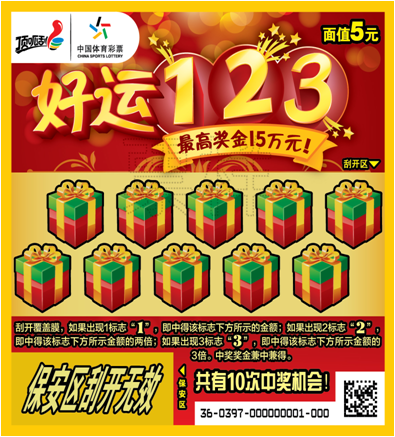 顶呱刮
中国体育彩票
CHINA SPORTS LOTTERY
面值5元
好运123
最高奖金15万元!
刮开区
刮开覆盖膜，如果出现1标志“1”，即中得该标志下方所示的金额；如果出现2标志“2”，
即中得该标志下方所示金额的两倍；如果出现3标志“3”，即中得该标志下方所示金额的
3倍。中奖奖金兼中兼得。
保安区刮开无效
保安区
共有10次中奖机会!
36-0397-000000001-000